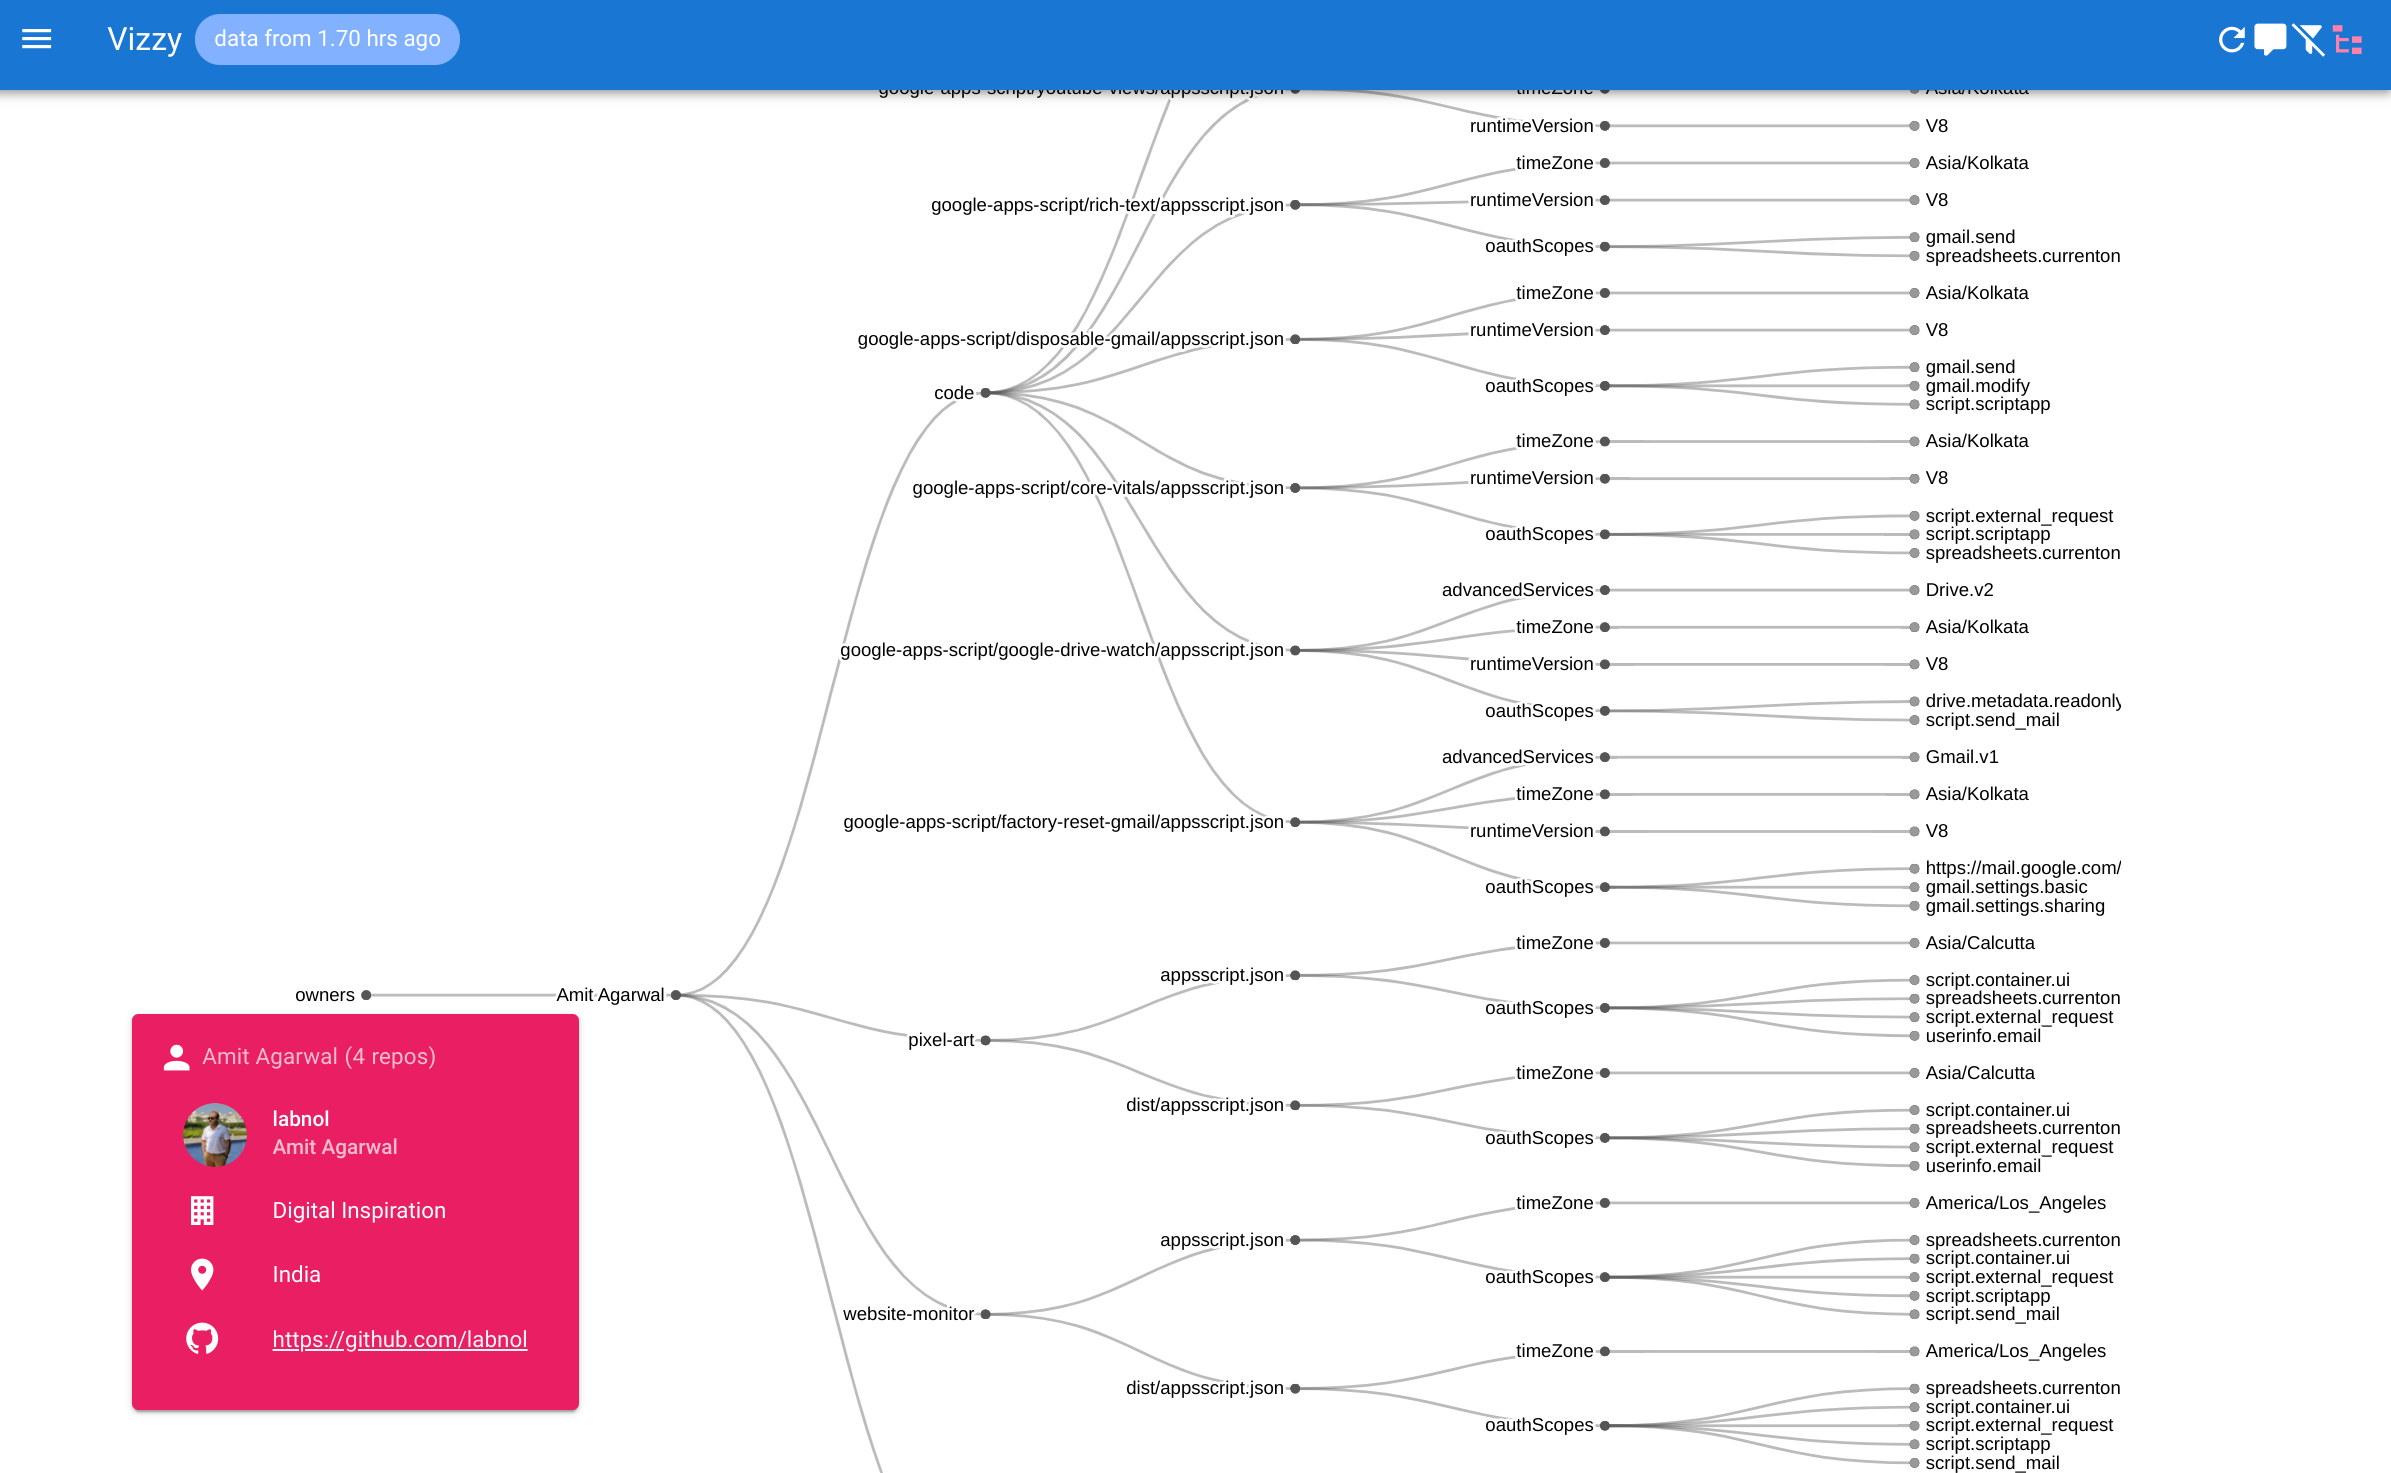 Vizzy data from 1.70 hrs ago
google-apps-script/youtube-views/appsscript.json timeZone Asia/Kolkata
runtimeVersion V8
timeZone Asia/Kolkata
runtimeVersion V8
google-apps-script/rich-text/appsscript.json
oauthScopes
gmail.send
spreadsheets.currenton
timeZone Asia/Kolkata
runtimeVersion V8
google-apps-script/disposable-gmail/appsscript.json
oauthScopes
gmail.send
gmail.modify
script.scriptapp
code
timeZone Asia/Kolkata
runtimeVersion V8
google-apps-script/core-vitals/appsscript.json
oauthScopes
script.external_request
script.scriptapp
spreadsheets.currenton
advancedServices Drive.v2
timeZone Asia/Kolkata
google-apps-script/google-drive-watch/appsscript.json
runtimeVersion V8
oauthScopes
drive.metadata.readonly
script.send_mail
advancedServices Gmail.v1
timeZone Asia/Kolkata
google-apps-script/factory-reset-gmail/appsscript.json
runtimeVersion V8
oauthScopes
https://mail.google.com/
gmail.settings.basic
gmail.settings.sharing
timeZone Asia/Calcutta
appsscript.json
owners Amit Agarwal
oauthScopes
script.container.ui
spreadsheets.currenton
script.external_request
userinfo.email
pixel-art
timeZone Asia/Calcutta
dist/appsscript.json
oauthScopes
script.container.ui
spreadsheets.currenton
script.external_request
userinfo.email
timeZone America/Los_Angeles
appsscript.json
oauthScopes
spreadsheets.currenton
script.container.ui
script.external_request
script.scriptapp
script.send_mail
website-monitor
timeZone America/Los_Angeles
dist/appsscript.json
oauthScopes
spreadsheets.currenton
script.container.ui
script.external_request
script.scriptapp
script.send_mail
Amit Agarwal (4 repos)
labnol
Amit Agarwal
Digital Inspiration
India
https://github.com/labnol